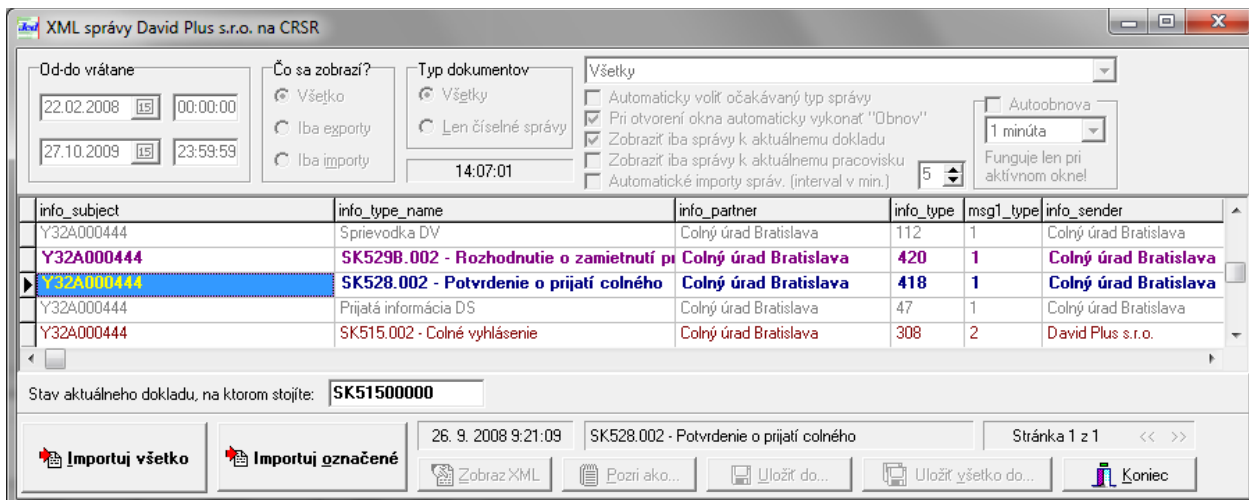 Jcd XML správy David Plus s.r.o. na CRSR
Od-do vrátane
22.02.2008 15 00:00:00
27.10.2009 15 23:59:59
Čo sa zobrazí?
Všetko
Iba exporty
Iba importy
Typ dokumentov
Všetky
Len číselné správy
14:07:01
Všetky
Automaticky voliť očakávaný typ správy
Pri otvorení okna automaticky vykonať "Obnov"
Zobraziť iba správy k aktuálnemu dokladu
Zobraziť iba správy k aktuálnemu pracovisku
Automatické importy správ. (interval v min.) 5
Autoobnova
1 minúta
Funguje len pri
aktívnom okne!
info_subject info_type_name info_partner info_type msg1_type info_sender
Y32A000444 Sprievodka DV Colný úrad Bratislava 112 1 Colný úrad Bratislava
Y32A000444 SK529B.002 - Rozhodnutie o zamietnutí Colný úrad Bratislava 420 1 Colný úrad Bratislava
Y32A000444 SK528.002 - Potvrdenie o prijatí colného Colný úrad Bratislava 418 1 Colný úrad Bratislava
Y32A000444 Prijatá informácia DS Colný úrad Bratislava 47 1 Colný úrad Bratislava
Y32A000444 SK515.002 - Colné vyhlásenie Colný úrad Bratislava 308 2 David Plus s.r.o.
Stav aktuálneho dokladu, na ktorom stojíte: SK51500000
Importuj všetko
Importuj označené
26. 9. 2008 9:21:09 SK528.002 - Potvrdenie o prijatí colného Stránka 1 z 1 << >>
Zobraz XML Pozri ako... Uložiť do... Uložiť všetko do... Koniec